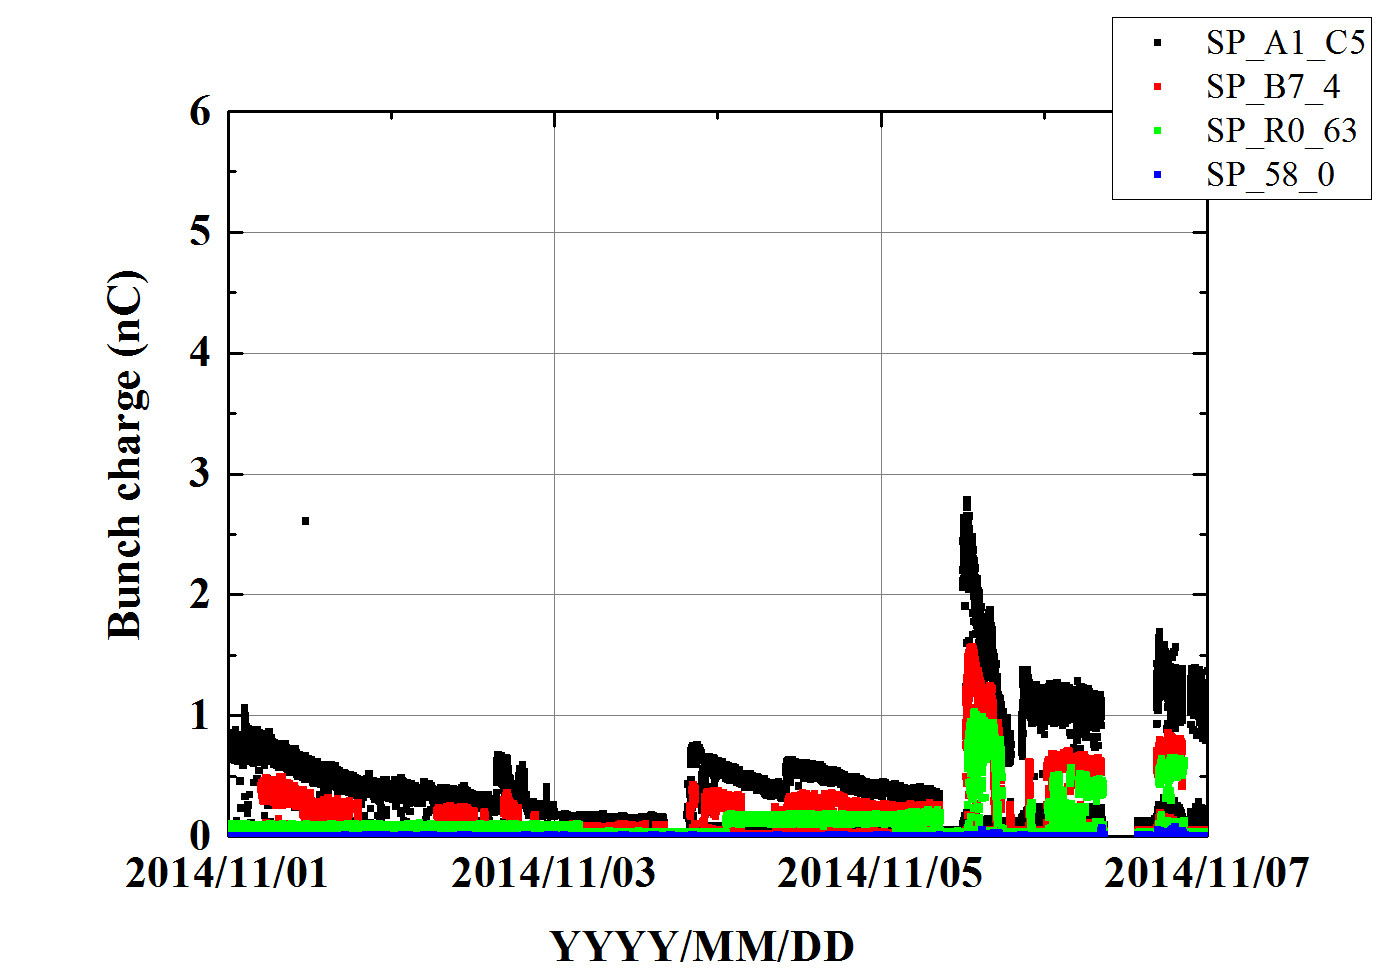 SP_A1_C5
SP_B7_4
SP_R0_63
SP_58_0
6
5
4
3
2
1
0
Bunch charge (nC)
2014/11/01 2014/11/03 2014/11/05 2014/11/07
YYYY/MM/DD